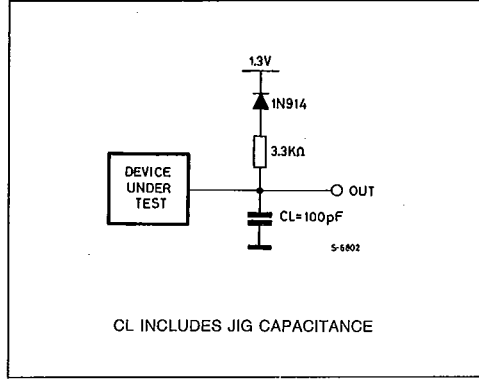 1.3V
1N914
3.3KΩ
DEVICE
UNDER
TEST
OUT
CL=100pF
S-6802
CL INCLUDES JIG CAPACITANCE